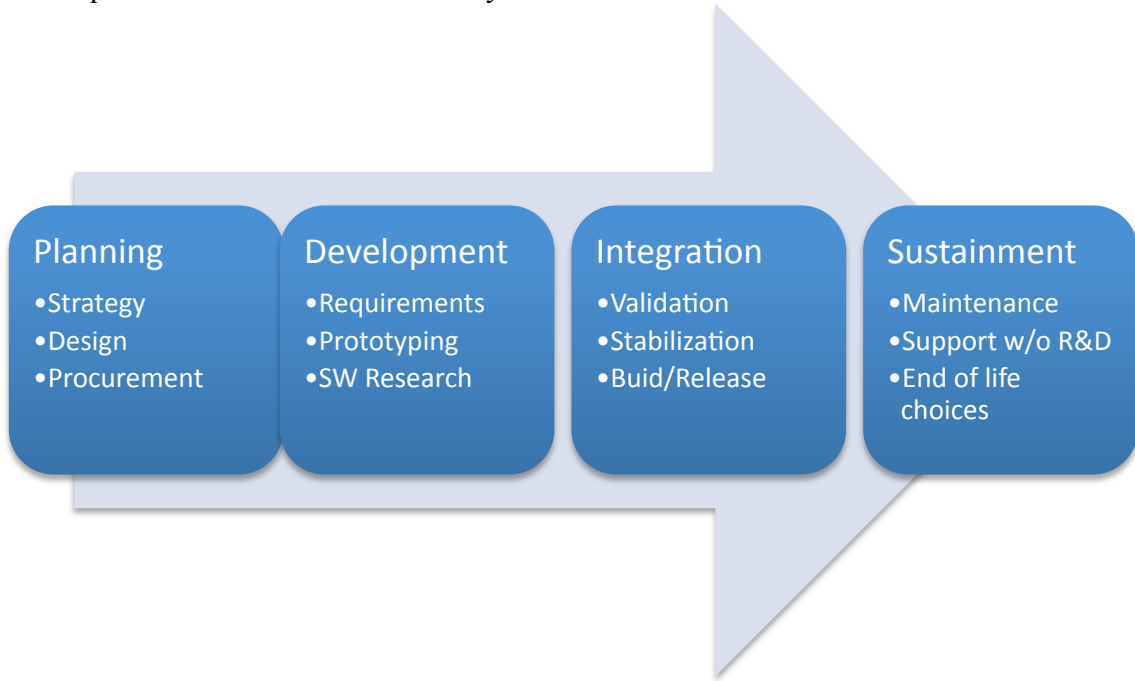 Planning
•Strategy
•Design
•Procurement
Development
•Requirements
•Prototyping
•SW Research
Integration
•Validation
•Stabilization
•Buid/Release
Sustainment
•Maintenance
•Support w/o R&D
•End of life
choices